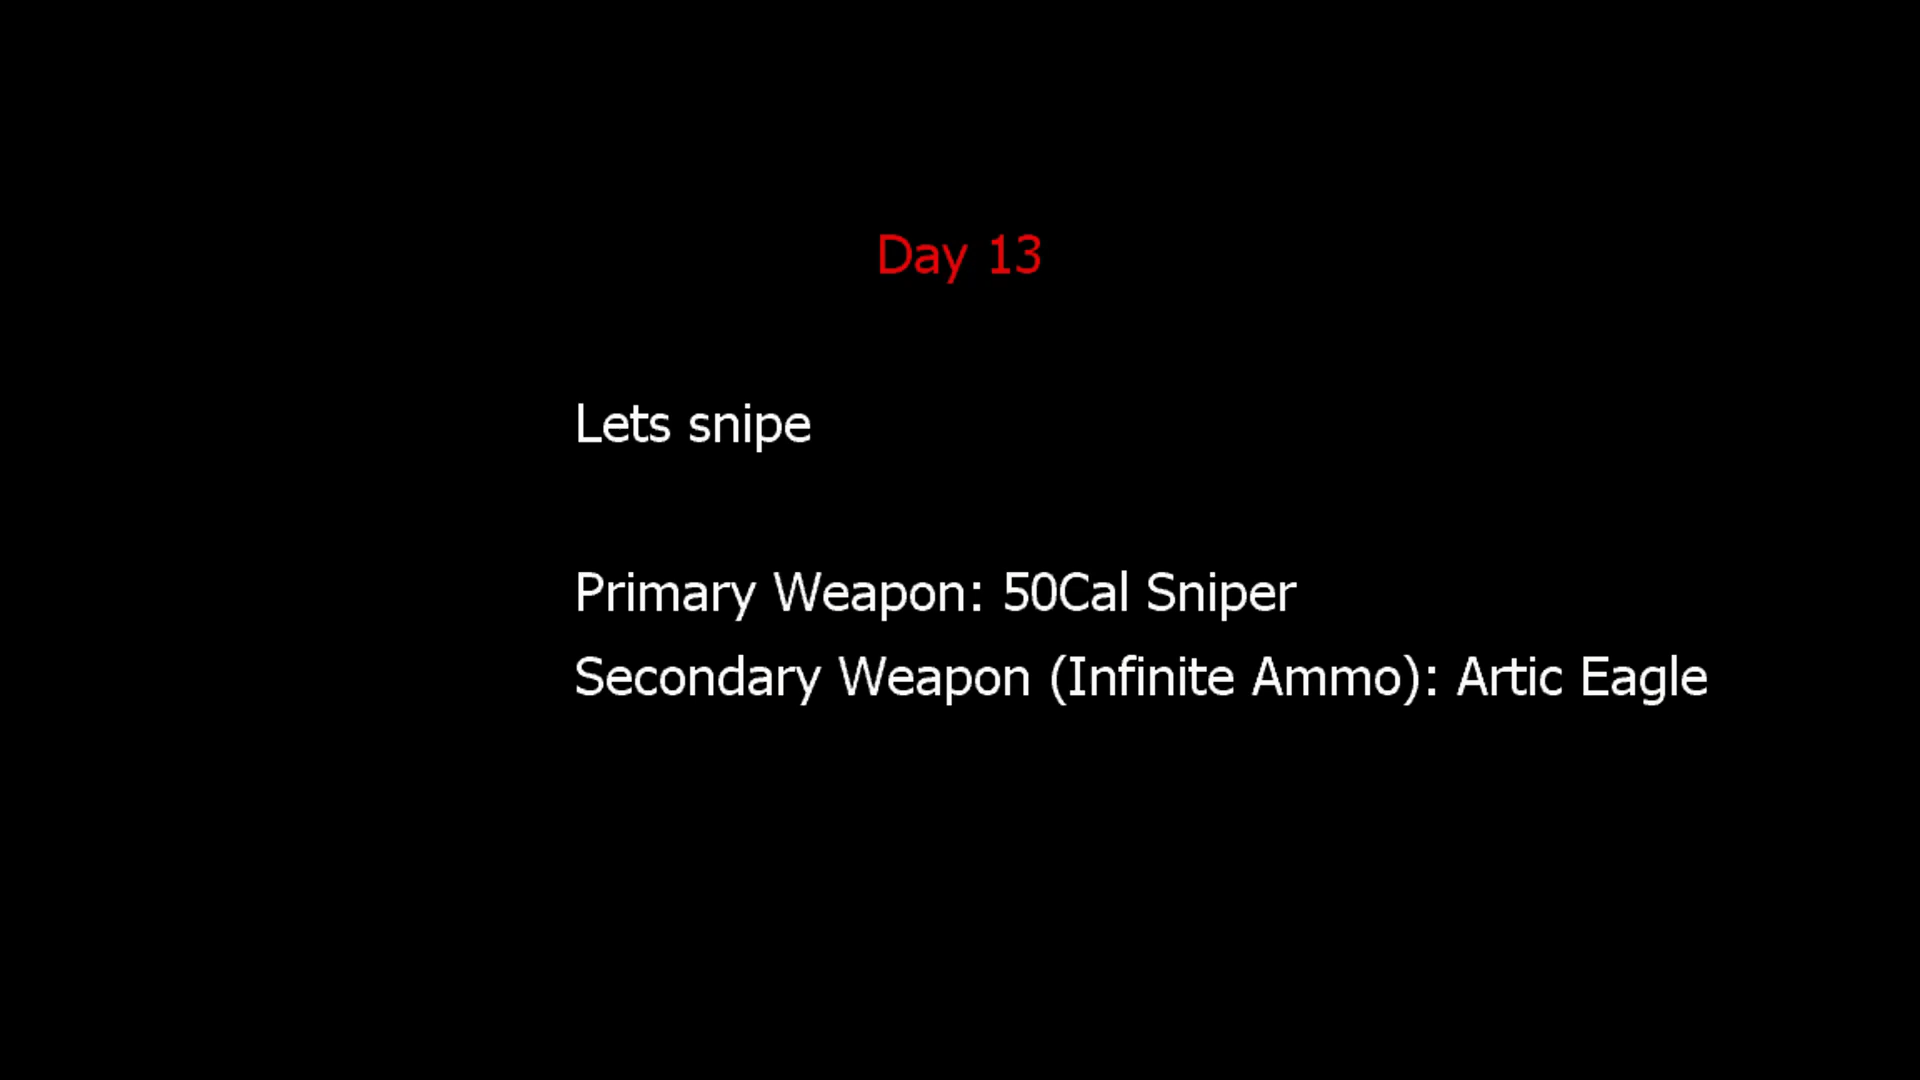 Day 13
Lets snipe
Primary Weapon: 50Cal Sniper
Secondary Weapon (Infinite Ammo): Artic Eagle